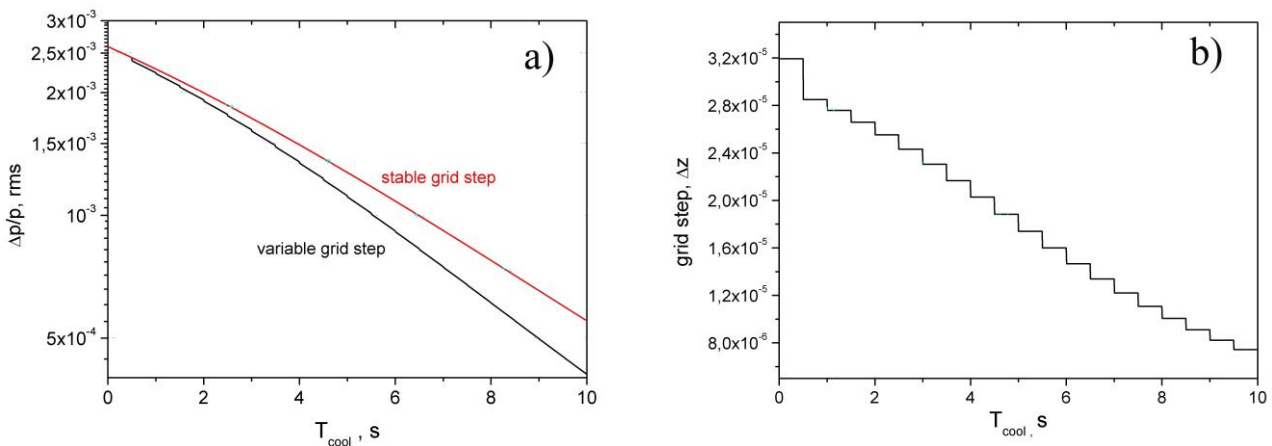 a)
3x10⁻³
2,5x10⁻³
2x10⁻³
1,5x10⁻³
10⁻³
5x10⁻⁴
Δp/p, rms
stable grid step
variable grid step
0 2 4 6 8 10
T_cool , s
b)
3,2x10⁻⁵
2,8x10⁻⁵
2,4x10⁻⁵
2,0x10⁻⁵
1,6x10⁻⁵
1,2x10⁻⁵
8,0x10⁻⁶
grid step, Δz
0 2 4 6 8 10
T_cool, s